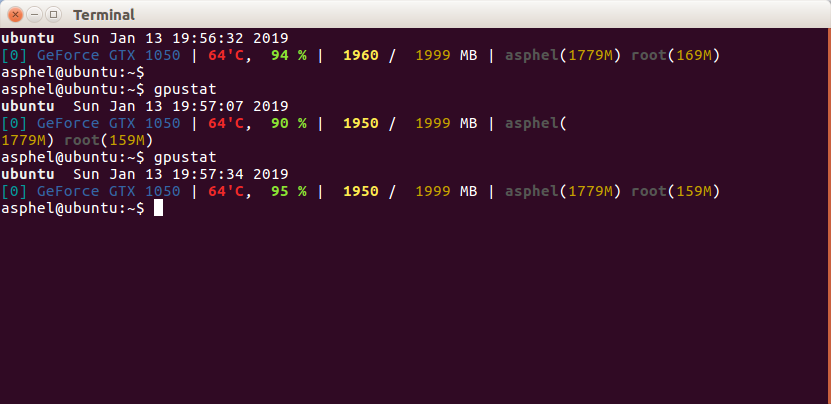 Terminal
ubuntu  Sun Jan 13 19:56:32 2019
[0] GeForce GTX 1050 | 64'C,  94 % |  1960 /  1999 MB | asphel(1779M) root(169M)
asphel@ubuntu:~$
asphel@ubuntu:~$ gpustat
ubuntu  Sun Jan 13 19:57:07 2019
[0] GeForce GTX 1050 | 64'C,  90 % |  1950 /  1999 MB | asphel(
1779M) root(159M)
asphel@ubuntu:~$ gpustat
ubuntu  Sun Jan 13 19:57:34 2019
[0] GeForce GTX 1050 | 64'C,  95 % |  1950 /  1999 MB | asphel(1779M) root(159M)
asphel@ubuntu:~$